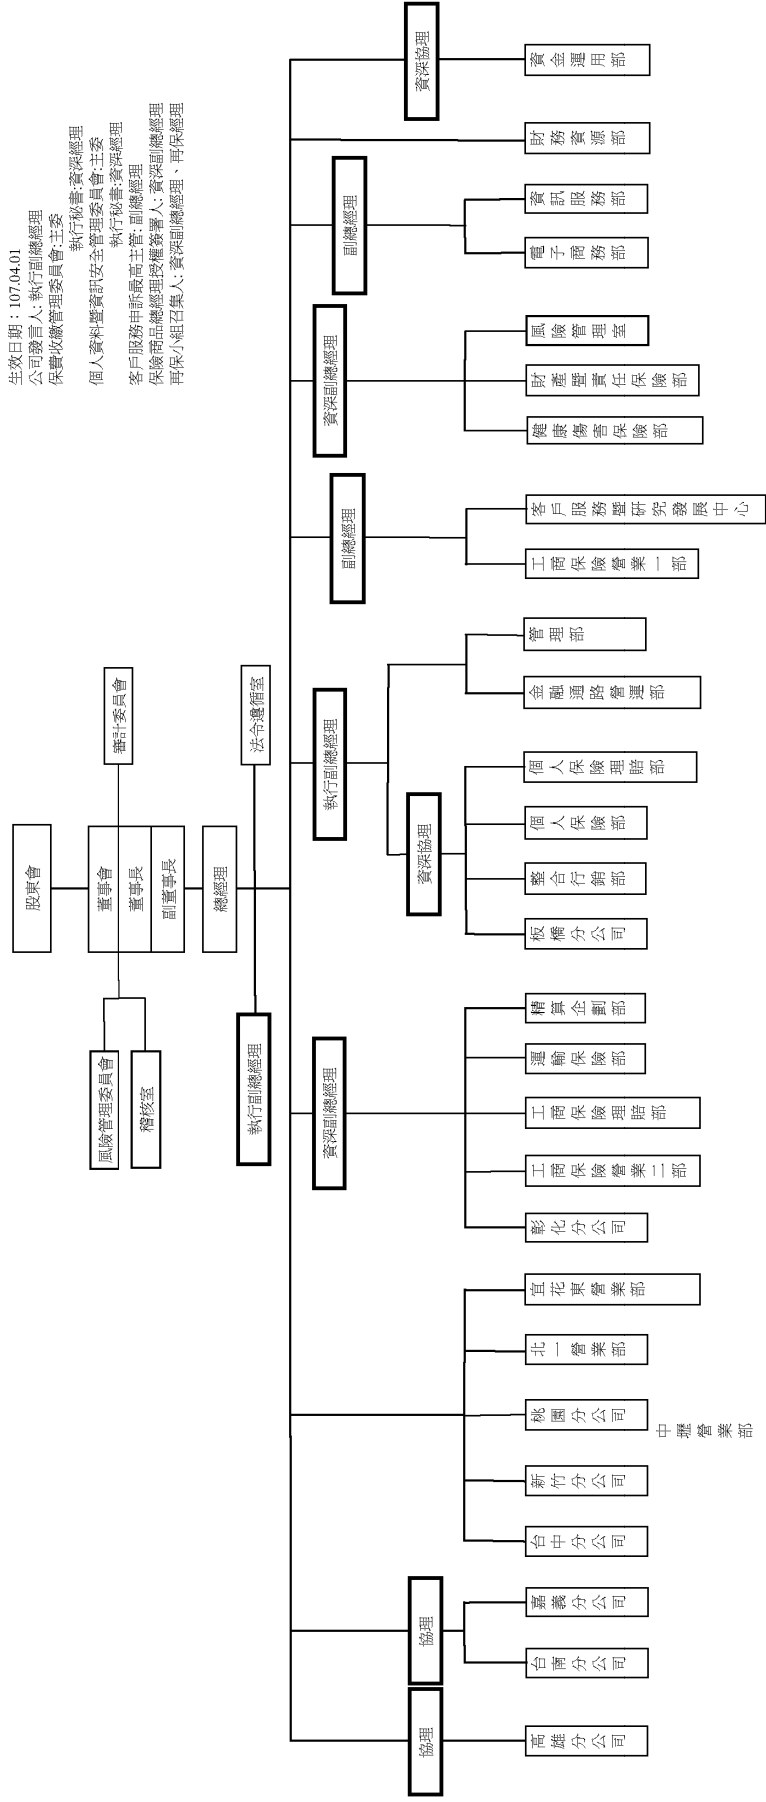 生效日期：107.04.01
公司發言人: 執行副總經理
保費收繳管理委員會:主委
執行秘書:資深經理
個人資料暨資訊安全管理委員會:主委
執行秘書:資深經理
客戶服務申訴最高主管: 副總經理
保險商品總經理授權簽署人: 資深副總經理
再保小組召集人: 資深副總經理、再保經理
股東會
董事會
董事長
副董事長
審計委員會
風險管理委員會
稽核室
總經理
法令遵循室
執行副總經理
協理
高雄分公司
協理
台南分公司
嘉義分公司
台中分公司
新竹分公司
桃園分公司
中壢營業部
北一營業部
宜花東營業部
資深副總經理
彰化分公司
工商保險營業二部
工商保險理賠部
運輸保險部
精算企劃部
執行副總經理
資深協理
板橋分公司
整合行銷部
個人保險部
個人保險理賠部
金融通路營運部
管理部
副總經理
工商保險營業一部
客戶服務暨研究發展中心
資深副總經理
健康傷害保險部
財產暨責任保險部
風險管理室
副總經理
電子商務部
資訊服務部
財務資源部
資深協理
資金運用部